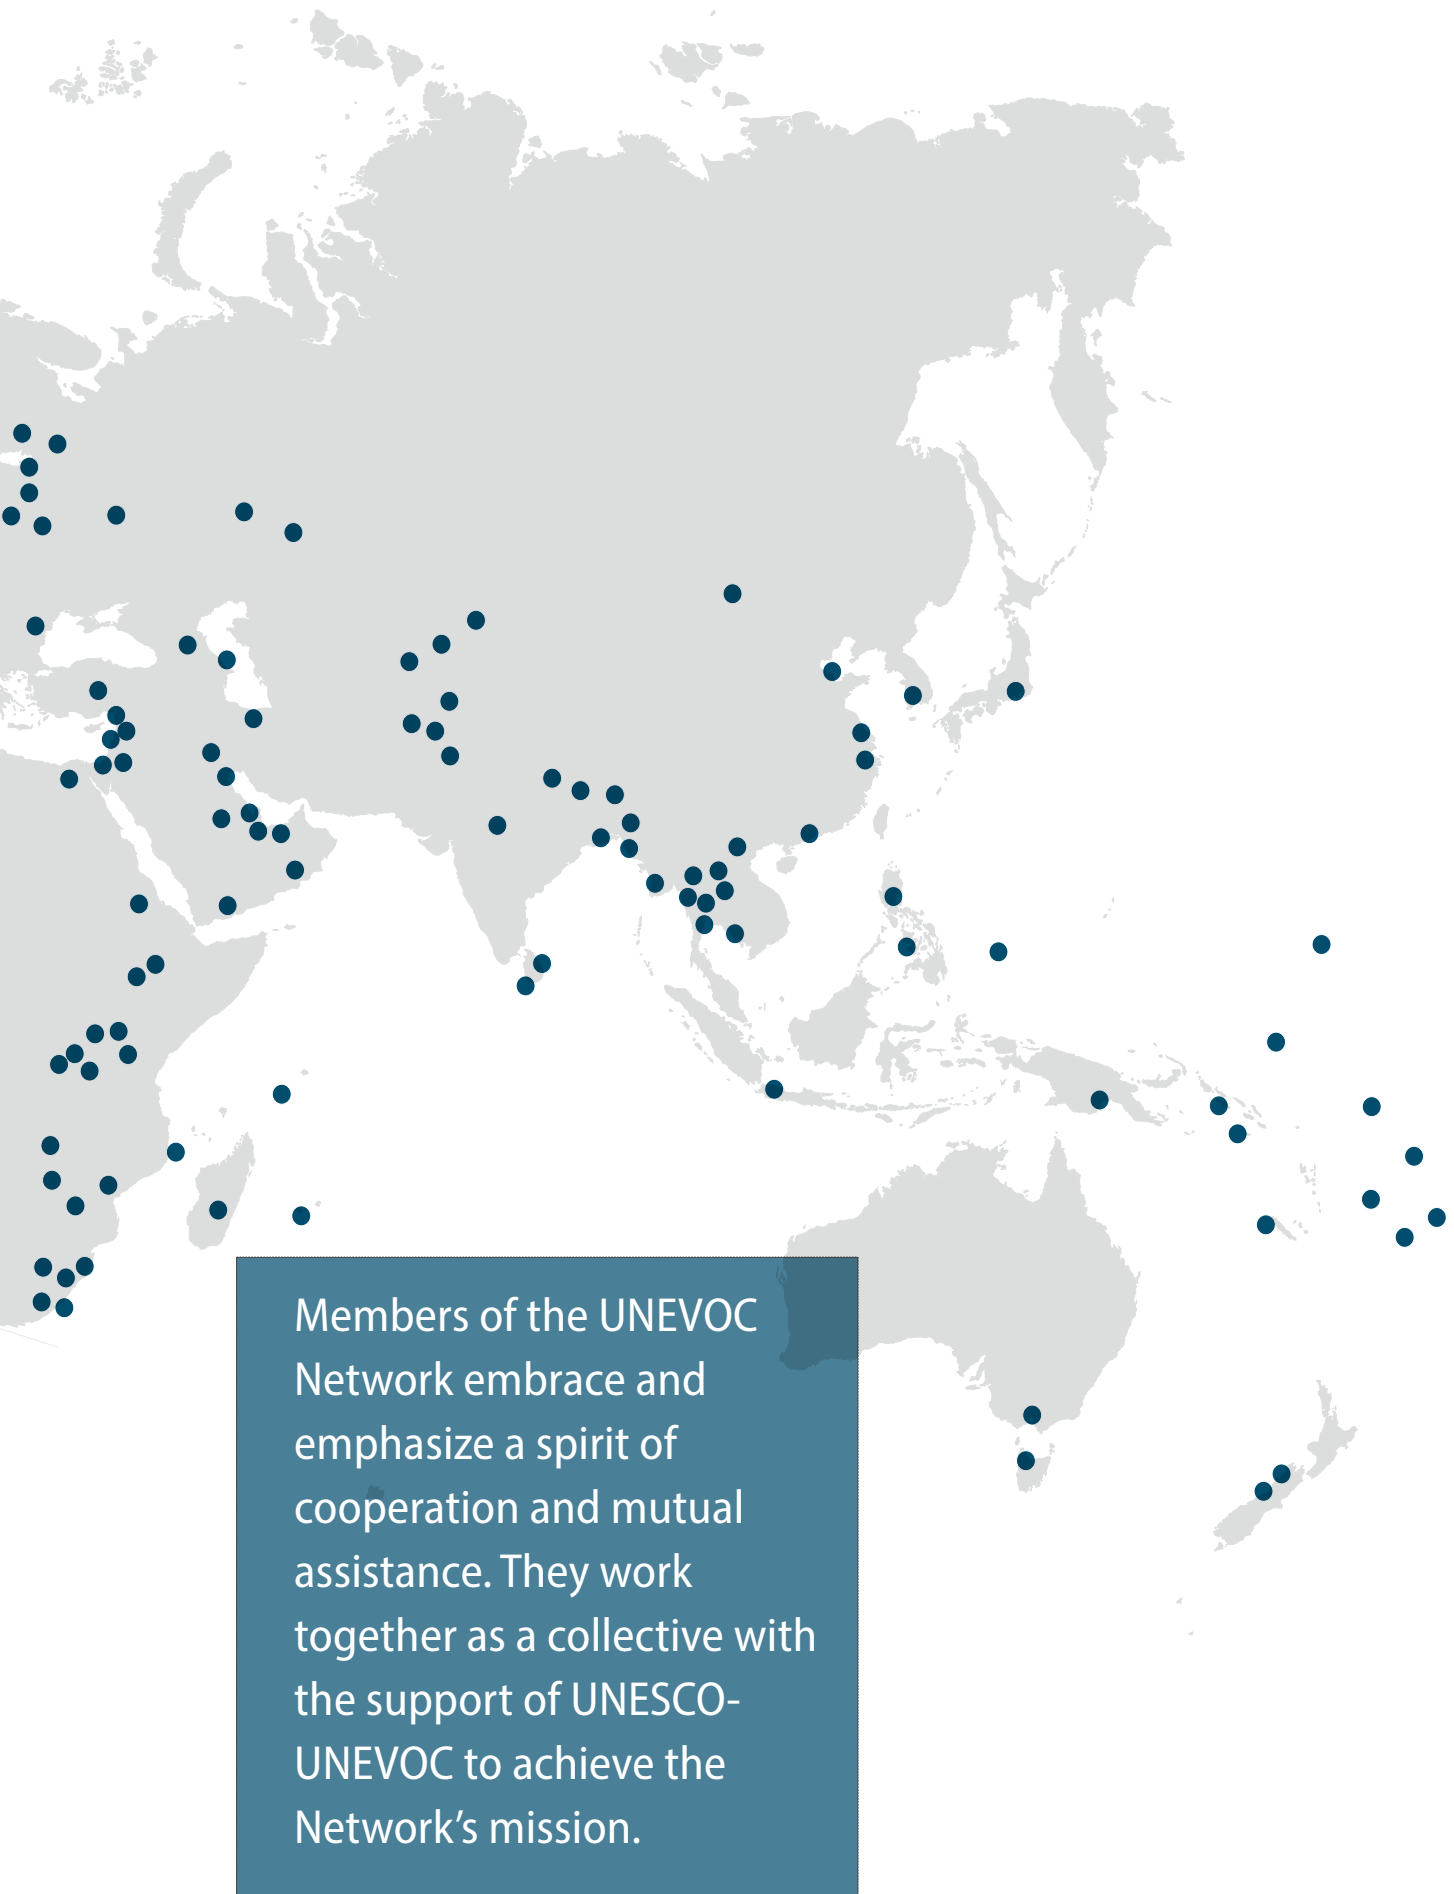 Members of the UNEVOC
Network embrace and
emphasize a spirit of
cooperation and mutual
assistance. They work
together as a collective with
the support of UNESCO-
UNEVOC to achieve the
Network’s mission.